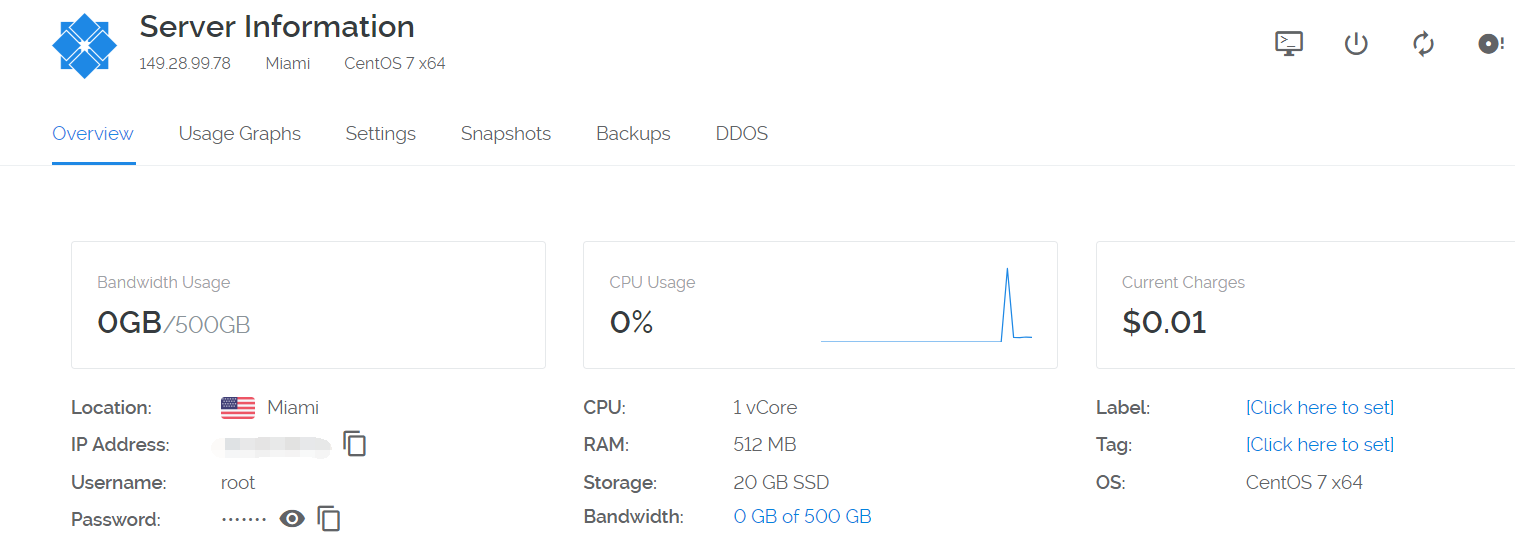 Server Information
149.28.99.78 Miami CentOS 7 x64
Overview Usage Graphs Settings Snapshots Backups DDOS
Bandwidth Usage CPU Usage Current Charges
0GB/500GB 0% $0.01
Location: Miami CPU: 1 vCore Label: [Click here to set]
IP Address: RAM: 512 MB Tag: [Click here to set]
Username: root Storage: 20 GB SSD OS: CentOS 7 x64
Password: ······· Bandwidth: 0 GB of 500 GB